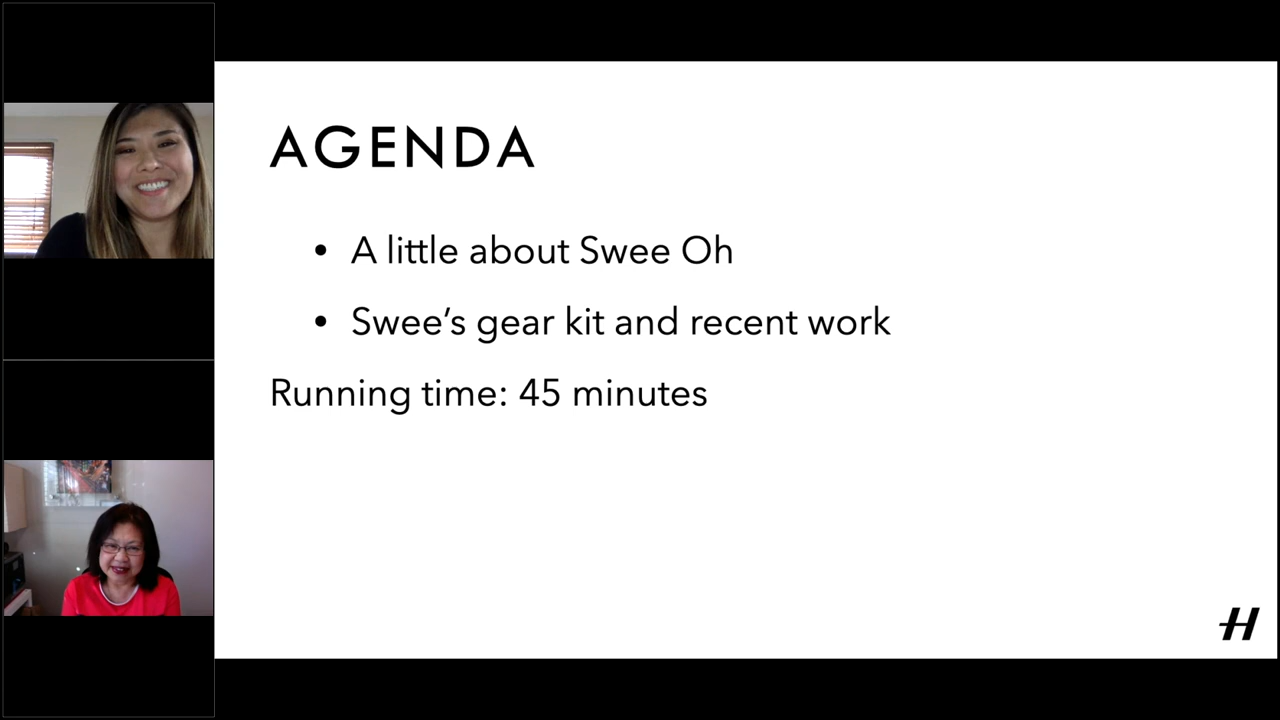 AGENDA
• A little about Swee Oh
• Swee’s gear kit and recent work
Running time: 45 minutes
H